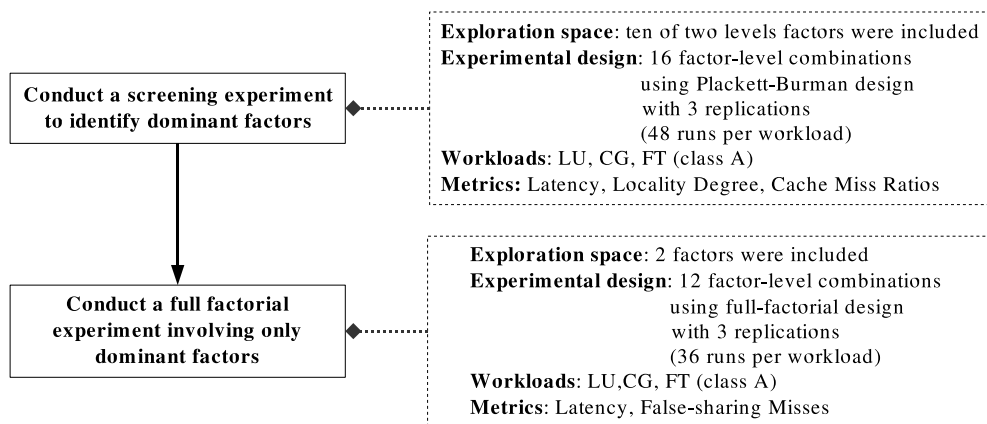 Conduct a screening experiment
to identify dominant factors
Exploration space: ten of two levels factors were included
Experimental design: 16 factor-level combinations
using Plackett-Burman design
with 3 replications
(48 runs per workload)
Workloads: LU, CG, FT (class A)
Metrics: Latency, Locality Degree, Cache Miss Ratios
Conduct a full factorial
experiment involving only
dominant factors
Exploration space: 2 factors were included
Experimental design: 12 factor-level combinations
using full-factorial design
with 3 replications
(36 runs per workload)
Workloads: LU,CG, FT (class A)
Metrics: Latency, False-sharing Misses